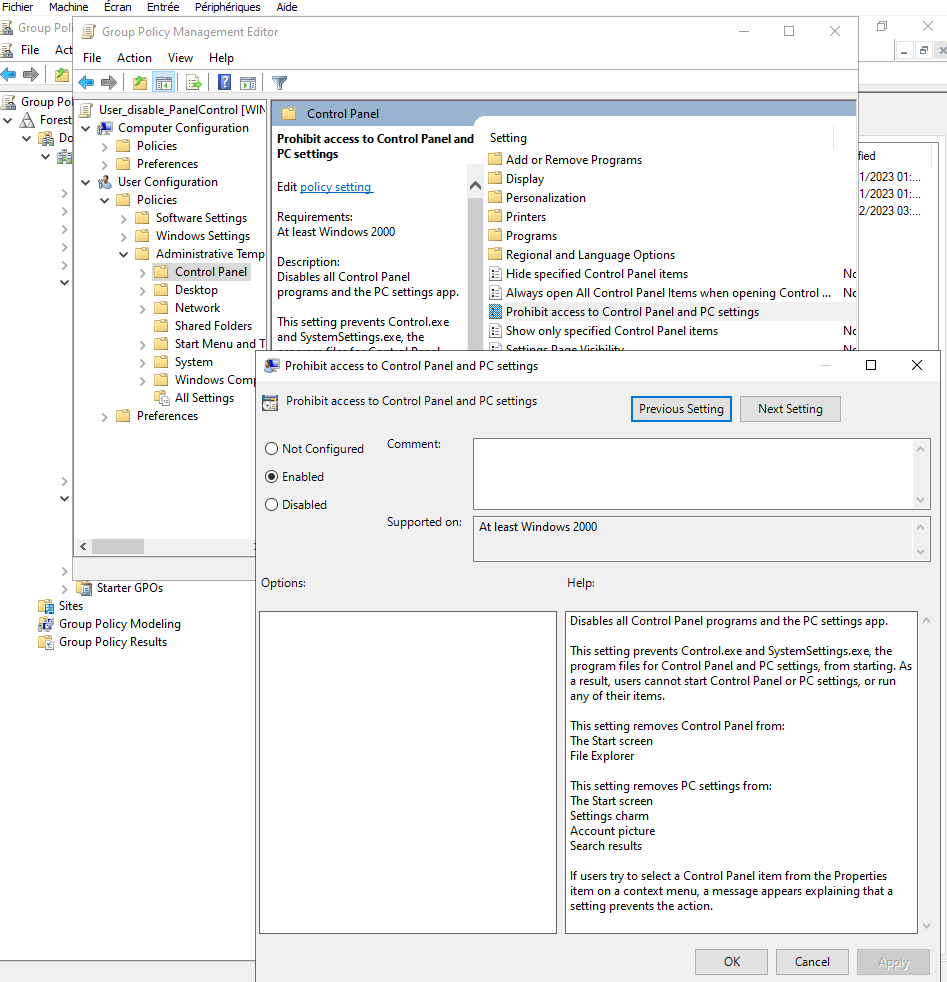 Fichier Machine Écran Entrée Périphériques Aide
Group Poli
File Act
Group Policy Management Editor
File Action View Help
Group Pol
Forest
Do
Starter GPOs
Sites
Group Policy Modeling
Group Policy Results
User_disable_PanelControl [WIN
Computer Configuration
Policies
Preferences
User Configuration
Policies
Software Settings
Windows Settings
Administrative Temp
Control Panel
Desktop
Network
Shared Folders
Start Menu and T
System
Windows Comp
All Settings
Preferences
Control Panel
Prohibit access to Control Panel and
PC settings
Edit policy setting
Requirements:
At least Windows 2000
Description:
Disables all Control Panel
programs and the PC settings app.
This setting prevents Control.exe
and SystemSettings.exe, the
program files for Control Panel
Setting
Add or Remove Programs
Display
Personalization
Printers
Programs
Regional and Language Options
Hide specified Control Panel items No
Always open All Control Panel Items when opening Control ... No
Prohibit access to Control Panel and PC settings
Show only specified Control Panel items No
Settings Page Visibility No
fied
1/2023 01:...
1/2023 01:...
2/2023 03:...
Prohibit access to Control Panel and PC settings
Prohibit access to Control Panel and PC settings
Previous Setting Next Setting
Not Configured
Enabled
Disabled
Comment:
Supported on:
At least Windows 2000
Options:
Help:
Disables all Control Panel programs and the PC settings app.
This setting prevents Control.exe and SystemSettings.exe, the
program files for Control Panel and PC settings, from starting. As
a result, users cannot start Control Panel or PC settings, or run
any of their items.
This setting removes Control Panel from:
The Start screen
File Explorer
This setting removes PC settings from:
The Start screen
Settings charm
Account picture
Search results
If users try to select a Control Panel item from the Properties
item on a context menu, a message appears explaining that a
setting prevents the action.
OK Cancel Apply